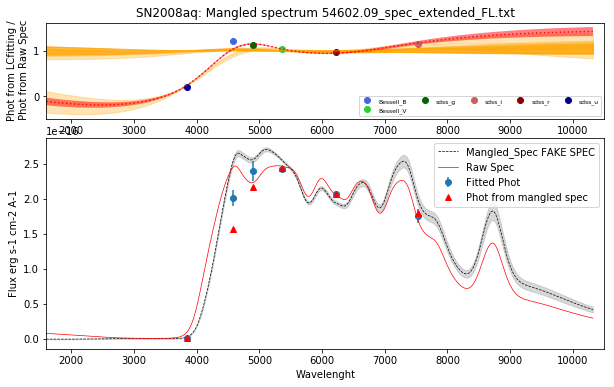 SN2008aq: Mangled spectrum 54602.09_spec_extended_FL.txt
Phot from LCfitting /
Phot from Raw Spec
1
0
Bessell_B sdss_g sdss_i sdss_r sdss_u
Bessell_V
2000 3000 4000 5000 6000 7000 8000 9000 10000
1e−16
Flux erg s-1 cm-2 A-1
2.5
2.0
1.5
1.0
0.5
0.0
Mangled_Spec FAKE SPEC
Raw Spec
Fitted Phot
Phot from mangled spec
2000 3000 4000 5000 6000 7000 8000 9000 10000
Wavelenght